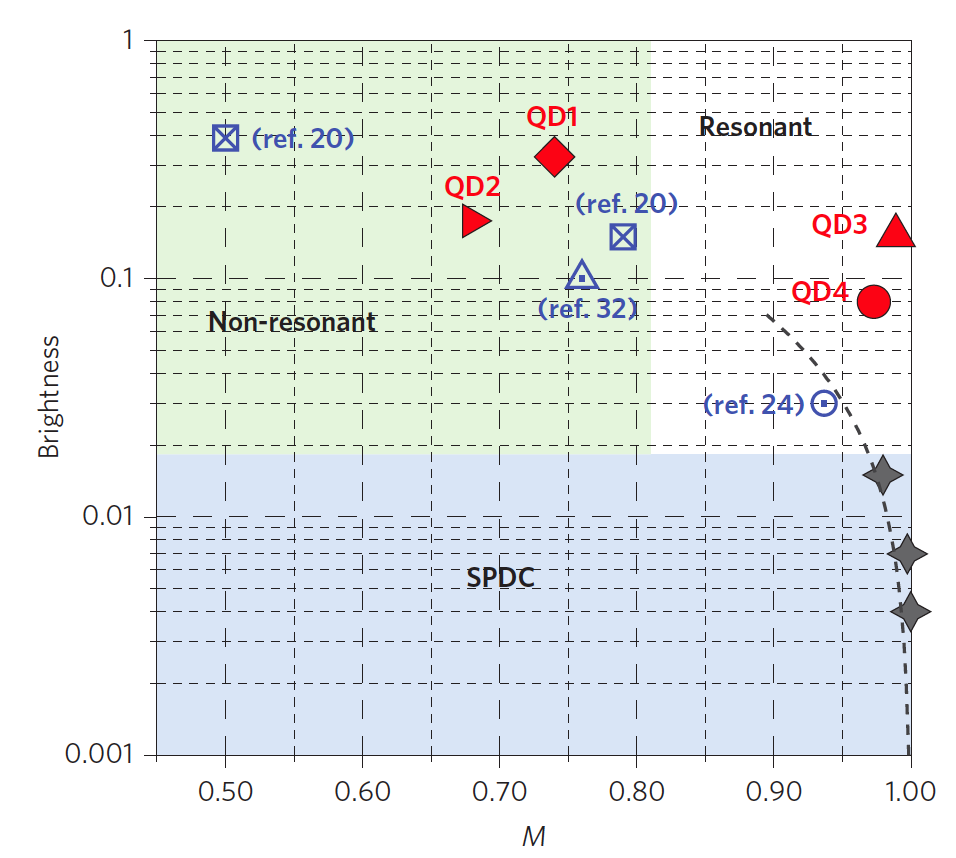 1
QD1
Resonant
(ref. 20)
QD2
(ref. 20)
QD3
0.1
QD4
(ref. 32)
Non-resonant
Brightness
(ref. 24)
0.01
SPDC
0.001
0.50 0.60 0.70 0.80 0.90 1.00
M